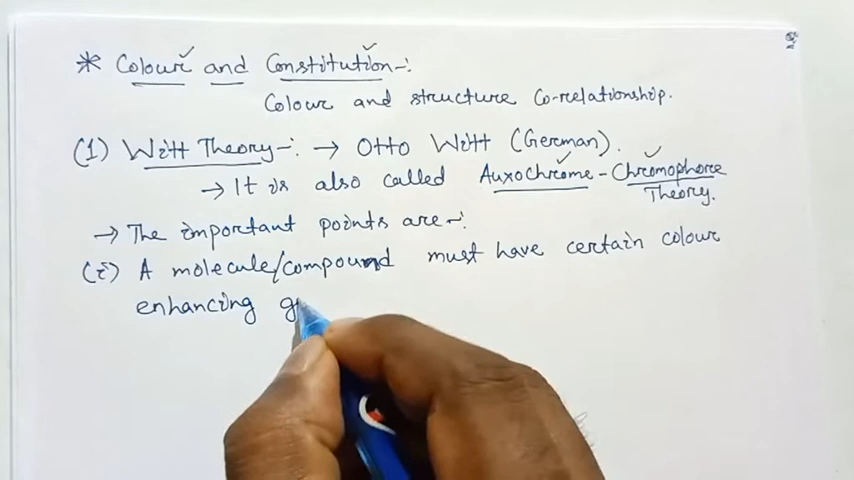 * Colour and Constitution-:
Colour and structure Co-relationship.
(1) Witt Theory-: → Otto Witt (German).
→ It is also called Auxochrome-Chromophore
Theory.
→ The important points are-:
(i) A molecule/compound must have certain colour
enhancing